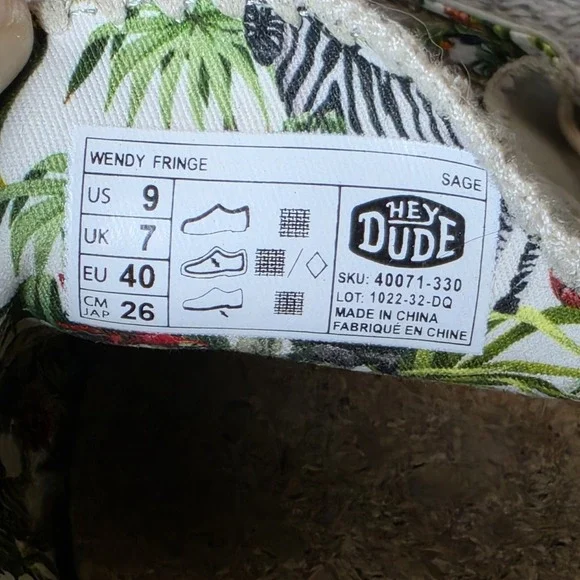 WENDY FRINGE
SAGE
US 9
UK 7
EU 40
CM JAP 26
HEY DUDE
SKU: 40071-330
LOT: 1022-32-DQ
MADE IN CHINA
FABRIQUÉ EN CHINE